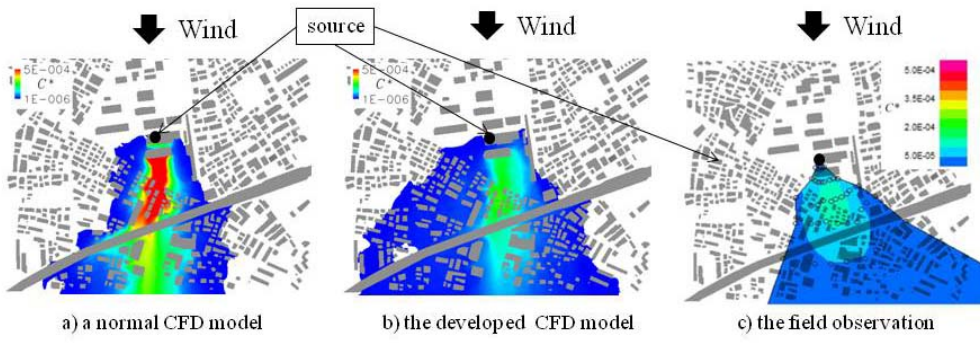 Wind
source
Wind
Wind
5E-004
C*
1E-006
5E-004
C*
1E-006
5.0E-04
3.5E-04
C*
2.0E-04
5.0E-05
a) a normal CFD model
b) the developed CFD model
c) the field observation